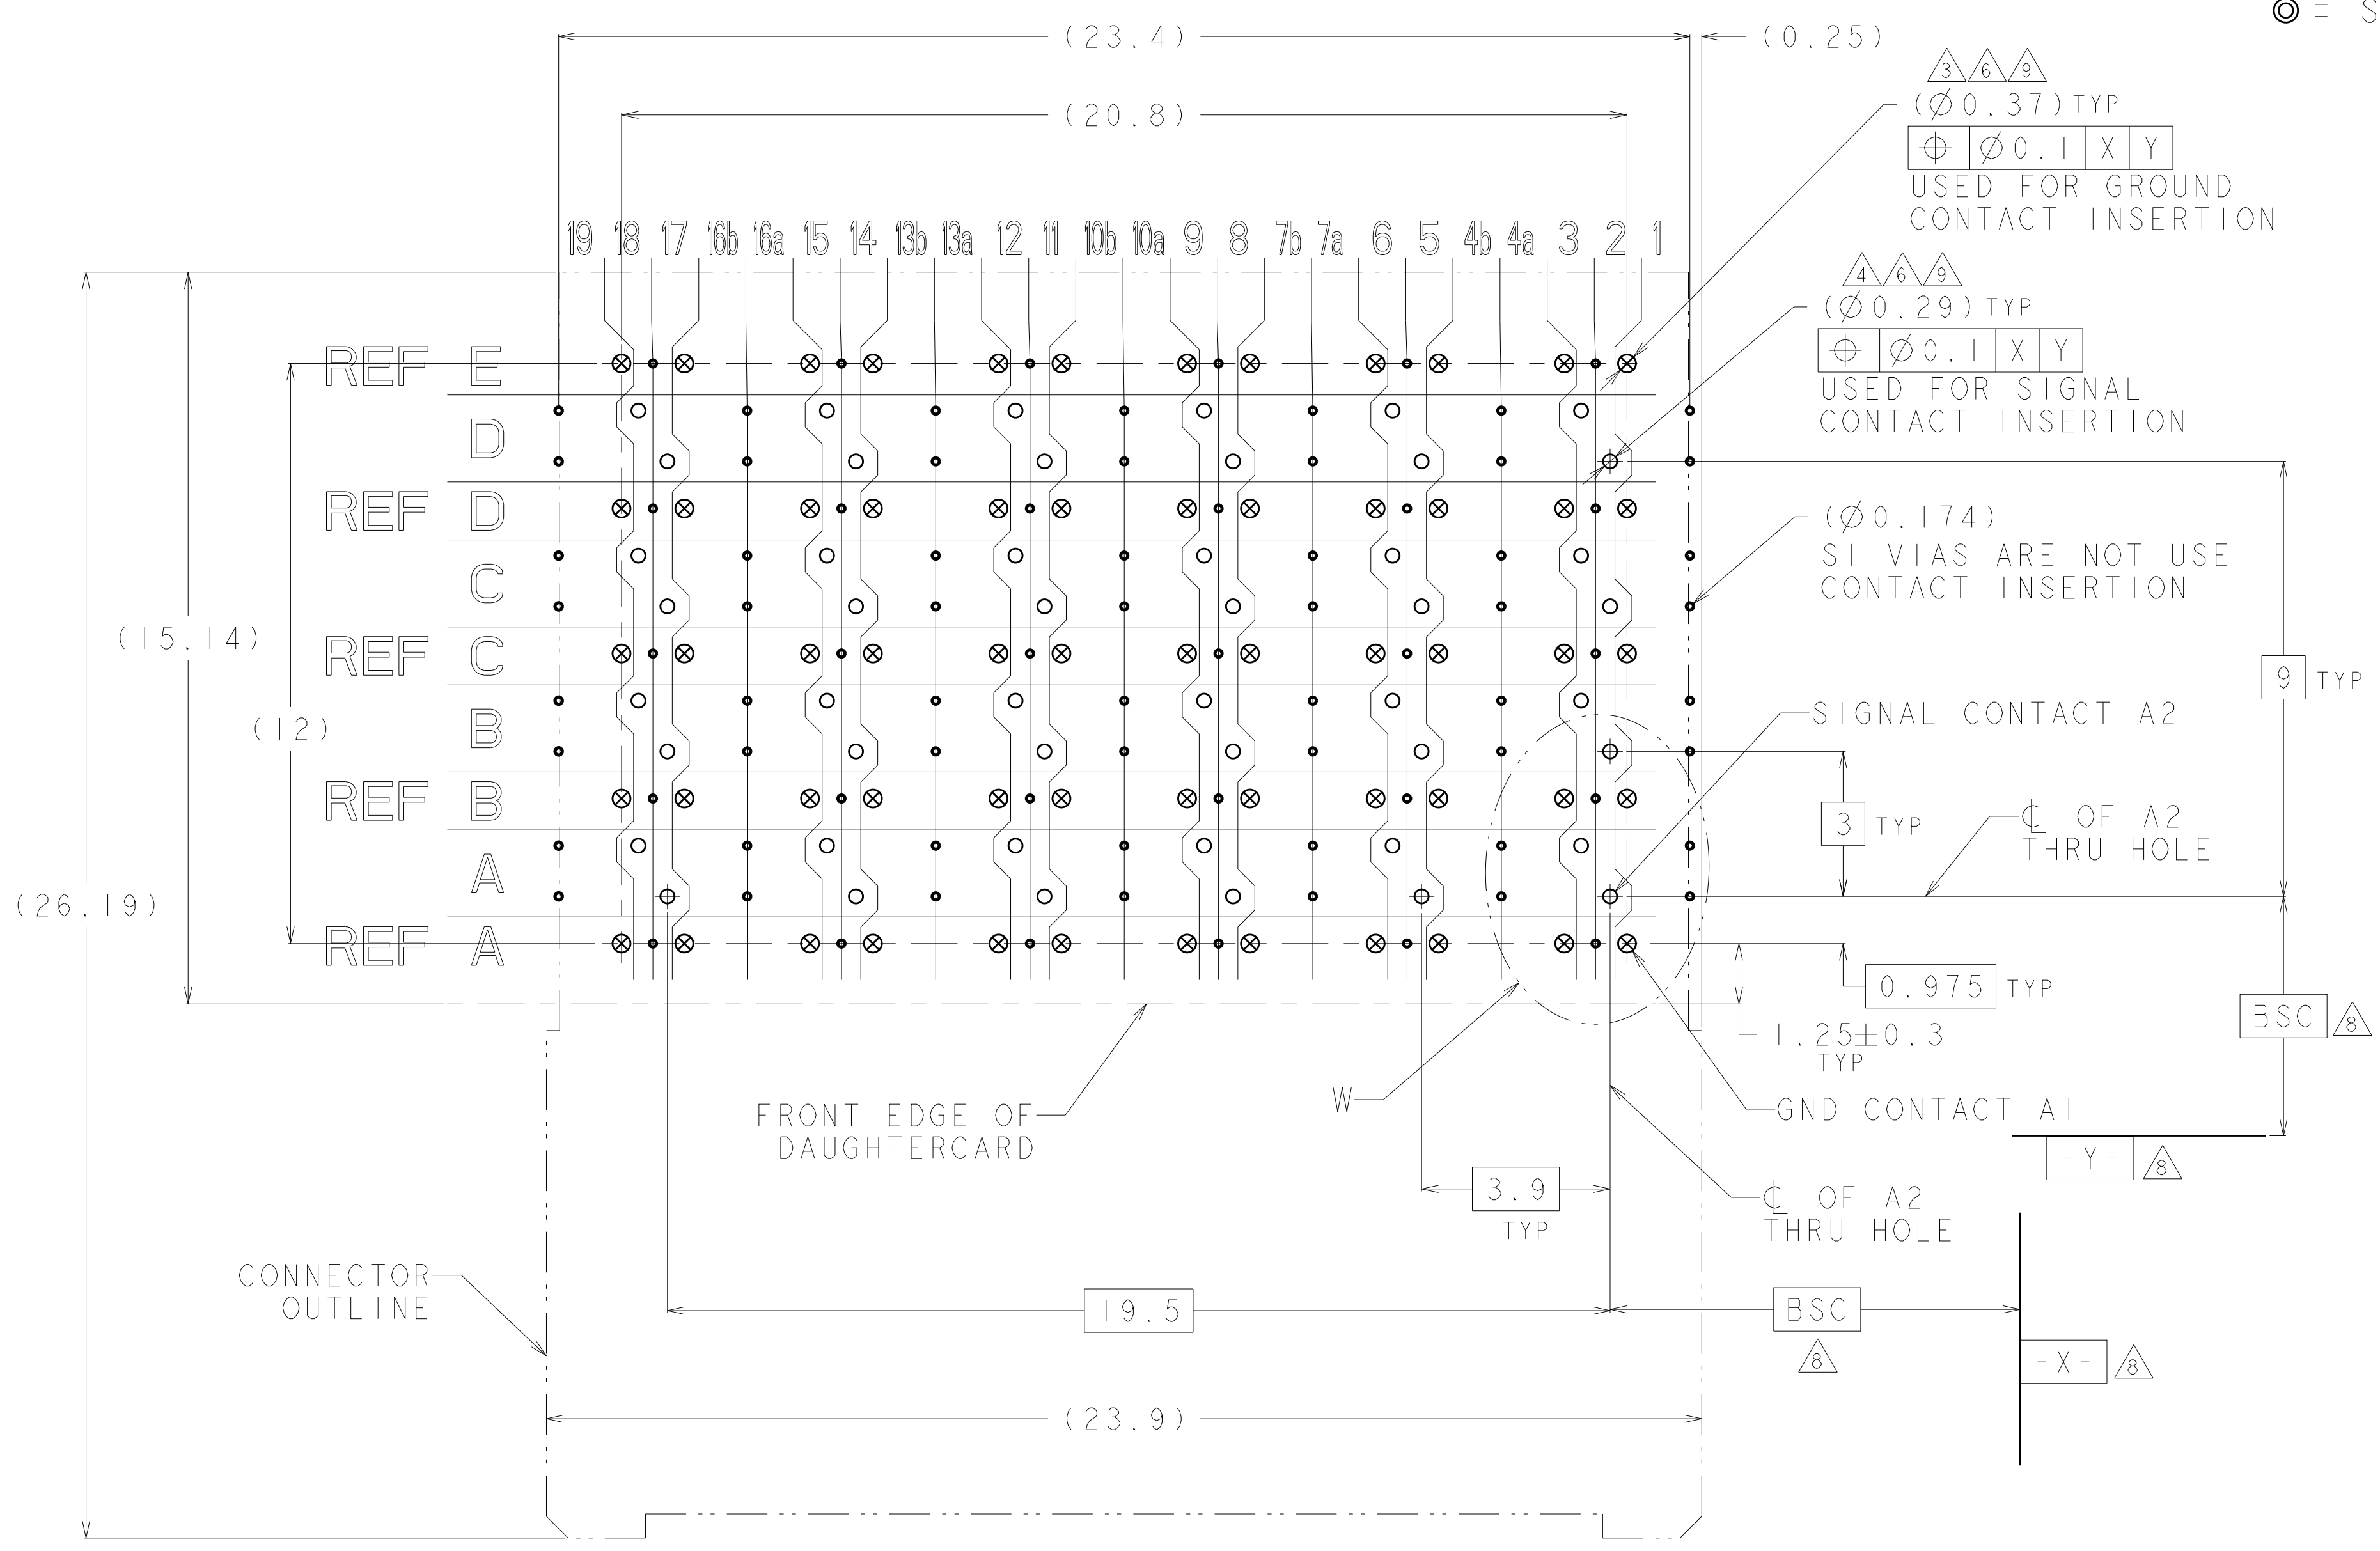 ◎ = S
(23.4)
(0.25)
3 6 9
(20.8)
(Ø0.37) TYP
⌖ Ø0.1 X Y
USED FOR GROUND
CONTACT INSERTION
19 18 17 16b 16a 15 14 13b 13a 12 11 10b 10a 9 8 7b 7a 6 5 4b 4a 3 2 1
4 6 9
(Ø0.29) TYP
⌖ Ø0.1 X Y
USED FOR SIGNAL
CONTACT INSERTION
REF E
D
REF D
(Ø0.174)
SI VIAS ARE NOT USE
CONTACT INSERTION
C
(15.14)
REF C
9 TYP
(12)
B
SIGNAL CONTACT A2
REF B
3 TYP
℄ OF A2
THRU HOLE
A
(26.19)
REF A
0.975 TYP
BSC 8
1.25±0.3
TYP
W
FRONT EDGE OF
DAUGHTERCARD
GND CONTACT A1
-Y- 8
3.9
TYP
℄ OF A2
THRU HOLE
CONNECTOR
OUTLINE
19.5
BSC
8
-X- 8
(23.9)